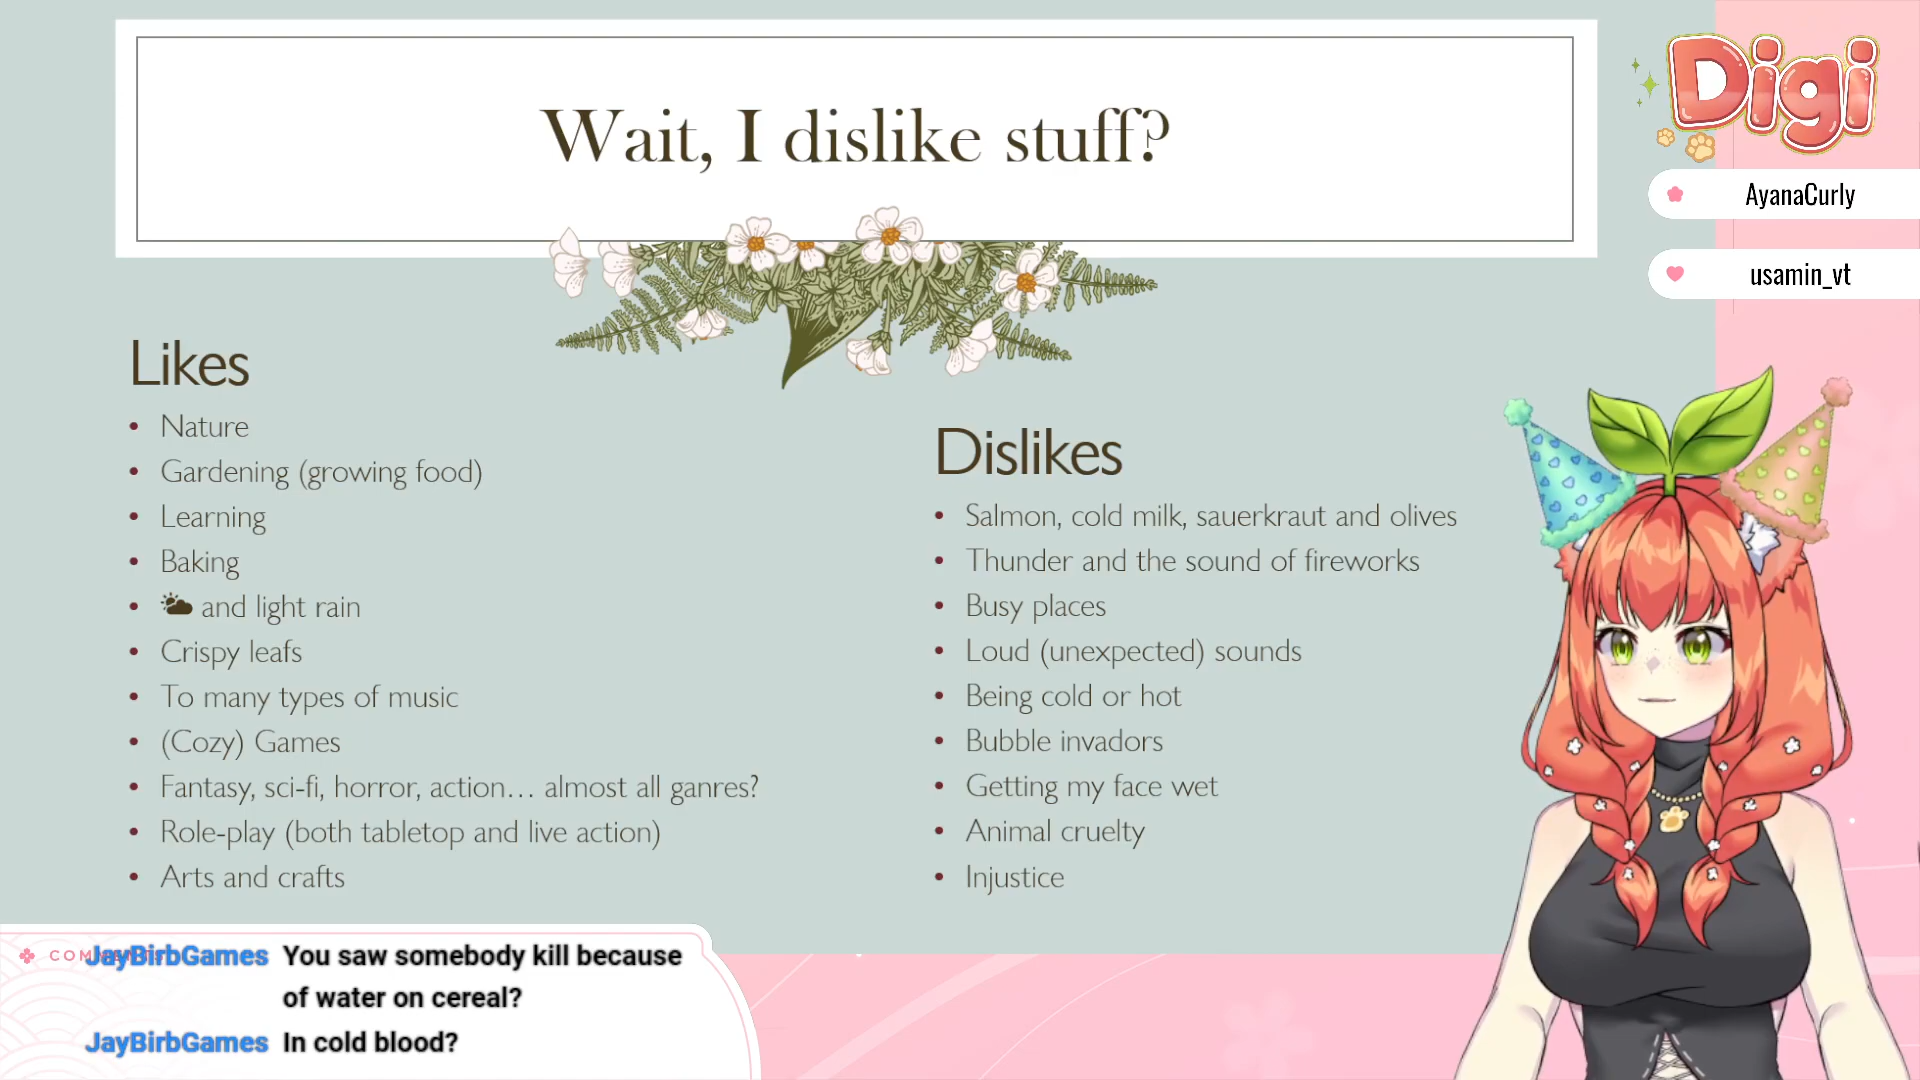 Wait, I dislike stuff?
Digi
AyanaCurly
usamin_vt
Likes
• Nature
• Gardening (growing food)
• Learning
• Baking
• 🌥 and light rain
• Crispy leafs
• To many types of music
• (Cozy) Games
• Fantasy, sci-fi, horror, action… almost all ganres?
• Role-play (both tabletop and live action)
• Arts and crafts
Dislikes
• Salmon, cold milk, sauerkraut and olives
• Thunder and the sound of fireworks
• Busy places
• Loud (unexpected) sounds
• Being cold or hot
• Bubble invadors
• Getting my face wet
• Animal cruelty
• Injustice
JayBirbGames You saw somebody kill because
of water on cereal?
JayBirbGames In cold blood?